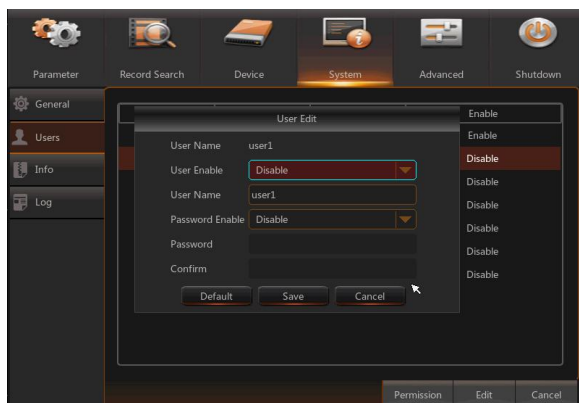 Parameter Record Search Device System Advanced Shutdown
General
Users
Info
Log
User Edit
User Name user1
User Enable Disable
User Name user1
Password Enable Disable
Password
Confirm
Default Save Cancel
Enable
Enable
Disable
Disable
Disable
Disable
Disable
Disable
Permission Edit Cancel